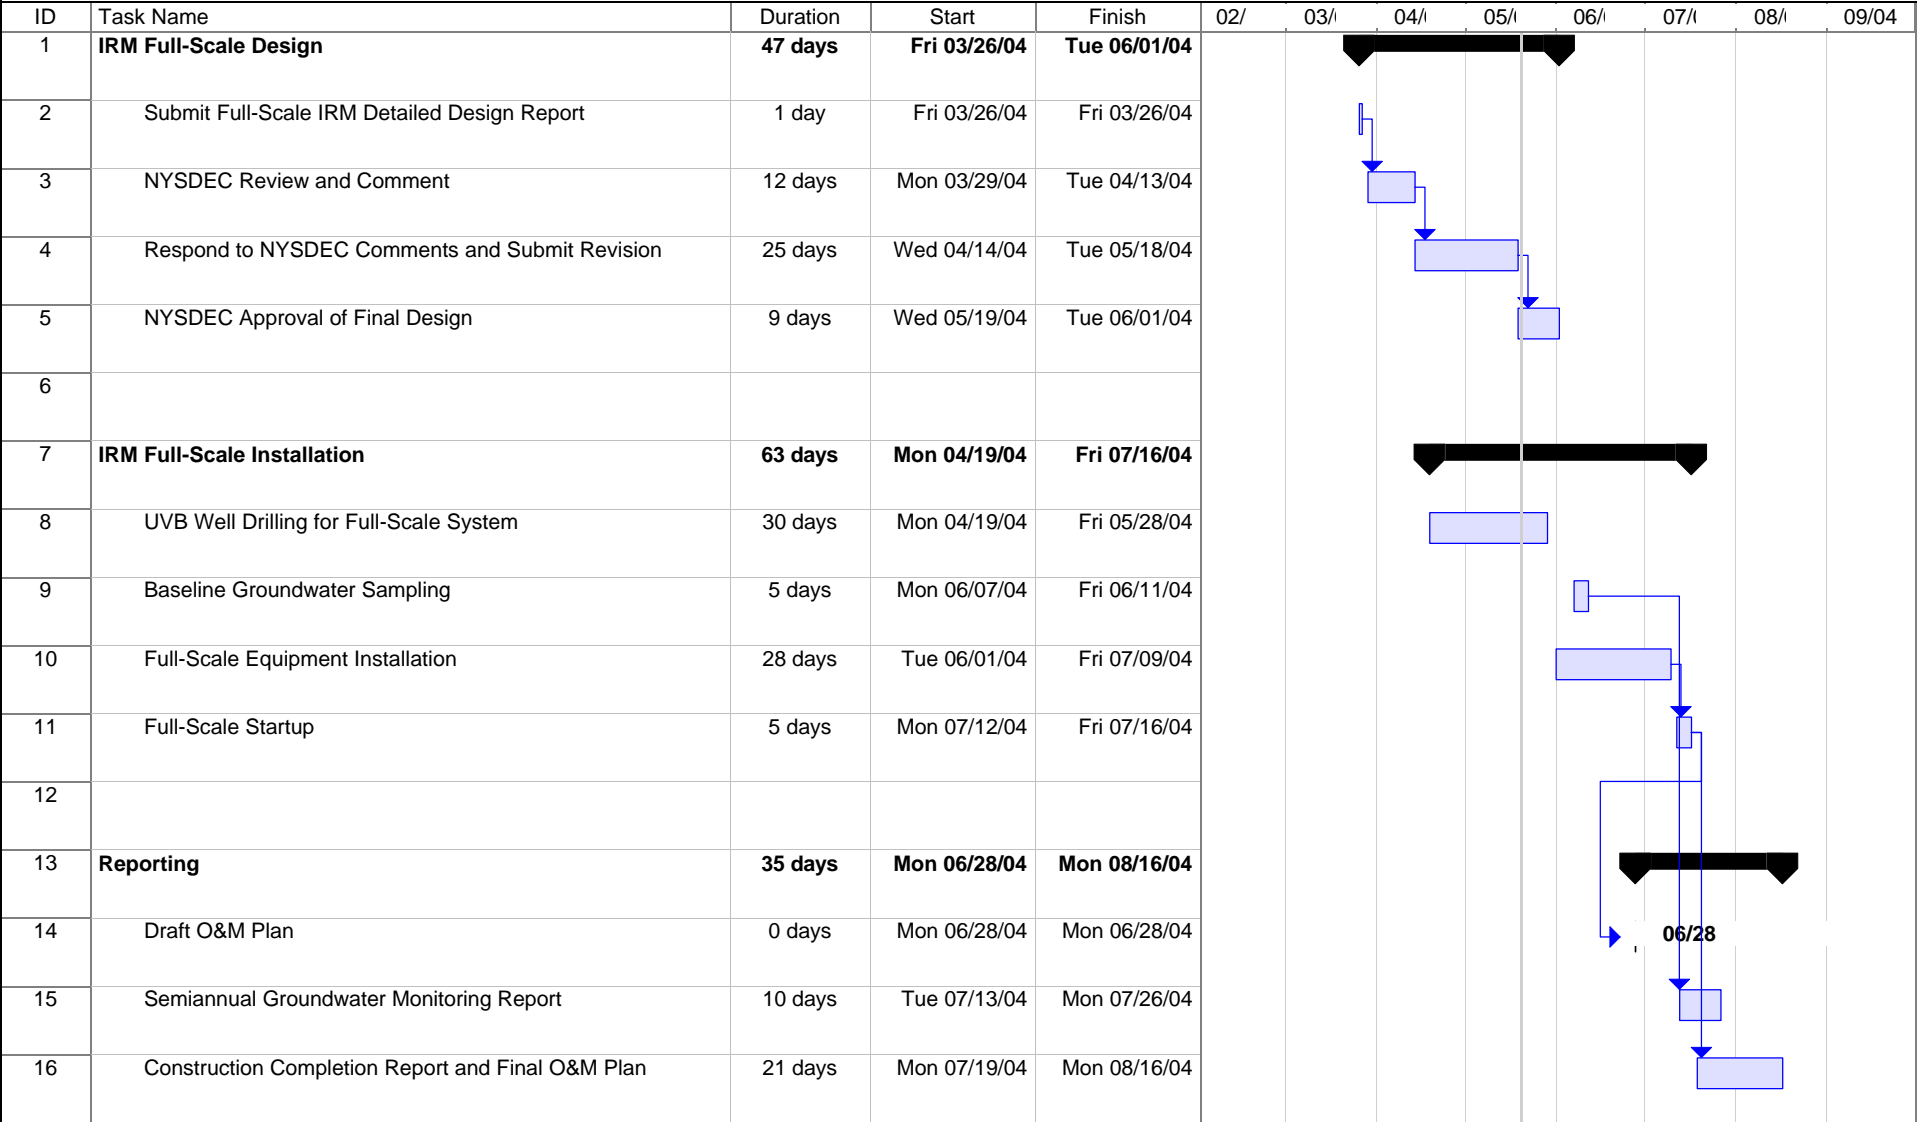 ID Task Name Duration Start Finish 02/ 03/ 04/ 05/ 06/ 07/ 08/ 09/04
1 IRM Full-Scale Design 47 days Fri 03/26/04 Tue 06/01/04
2 Submit Full-Scale IRM Detailed Design Report 1 day Fri 03/26/04 Fri 03/26/04
3 NYSDEC Review and Comment 12 days Mon 03/29/04 Tue 04/13/04
4 Respond to NYSDEC Comments and Submit Revision 25 days Wed 04/14/04 Tue 05/18/04
5 NYSDEC Approval of Final Design 9 days Wed 05/19/04 Tue 06/01/04
6
7 IRM Full-Scale Installation 63 days Mon 04/19/04 Fri 07/16/04
8 UVB Well Drilling for Full-Scale System 30 days Mon 04/19/04 Fri 05/28/04
9 Baseline Groundwater Sampling 5 days Mon 06/07/04 Fri 06/11/04
10 Full-Scale Equipment Installation 28 days Tue 06/01/04 Fri 07/09/04
11 Full-Scale Startup 5 days Mon 07/12/04 Fri 07/16/04
12
13 Reporting 35 days Mon 06/28/04 Mon 08/16/04
14 Draft O&M Plan 0 days Mon 06/28/04 Mon 06/28/04 06/28
15 Semiannual Groundwater Monitoring Report 10 days Tue 07/13/04 Mon 07/26/04
16 Construction Completion Report and Final O&M Plan 21 days Mon 07/19/04 Mon 08/16/04